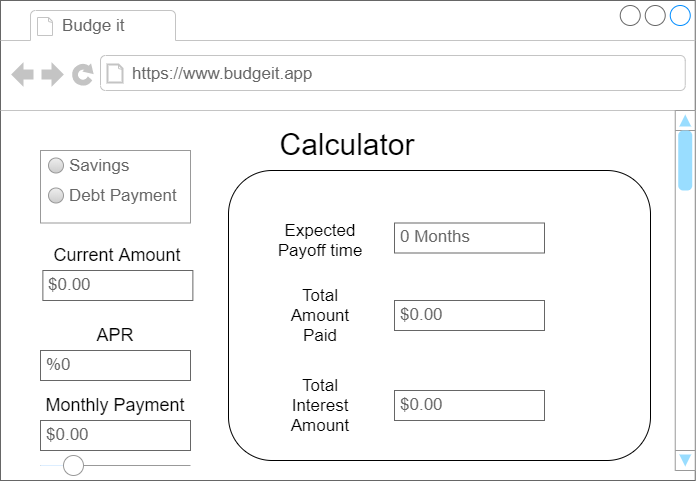 Budge it
https://www.budgeit.app
Calculator
Savings
Debt Payment
Current Amount
$0.00
APR
%0
Monthly Payment
$0.00
Expected
Payoff time
0 Months
Total
Amount
Paid
$0.00
Total
Interest
Amount
$0.00